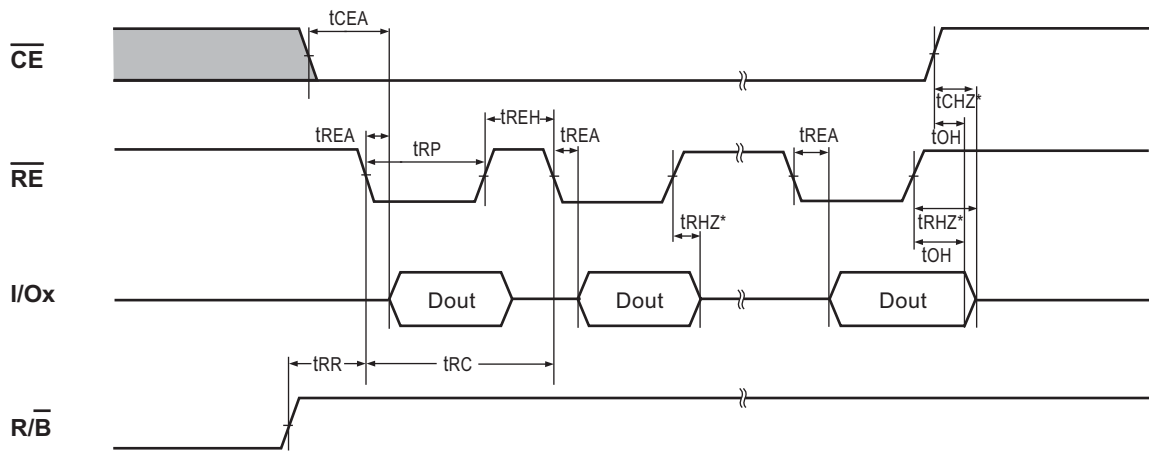 tCEA
CE
tCHZ*
tREH
tREA
tRP
tREA
tREA
tOH
RE
tRHZ*
tRHZ*
tOH
I/Ox
Dout
Dout
Dout
tRR
tRC
R/B